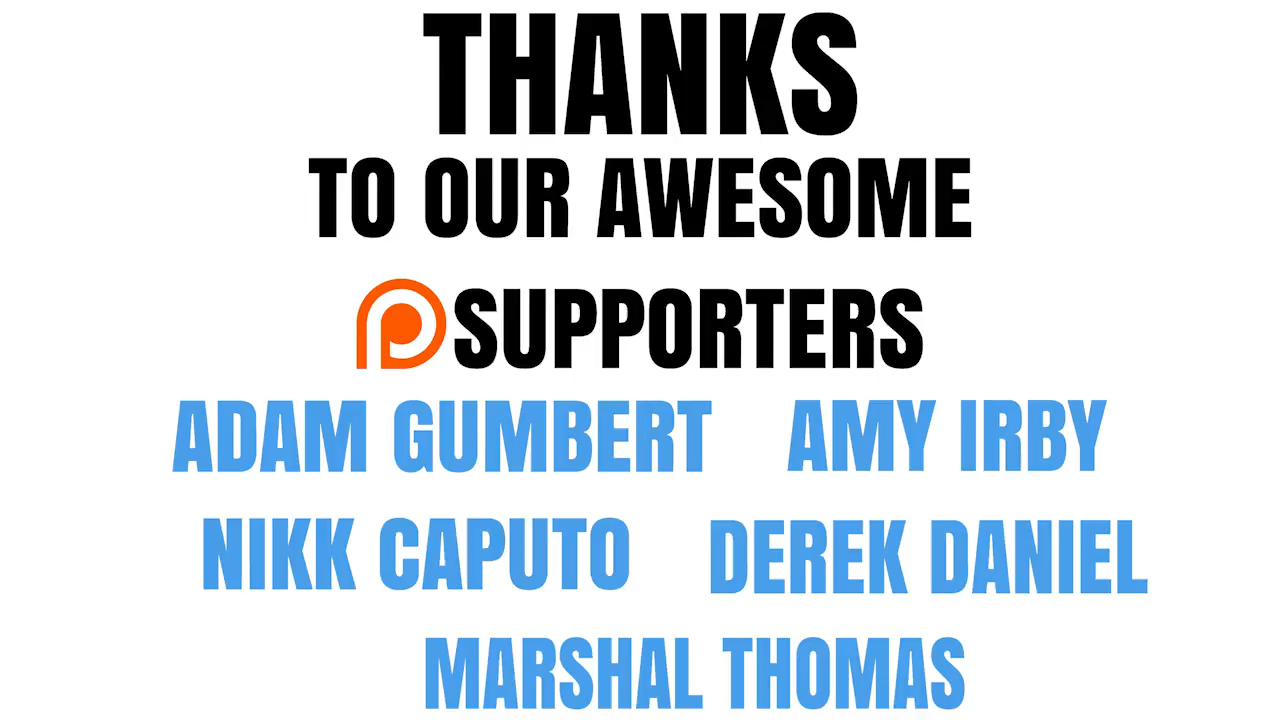 THANKS
TO OUR AWESOME
SUPPORTERS
ADAM GUMBERT AMY IRBY
NIKK CAPUTO DEREK DANIEL
MARSHAL THOMAS